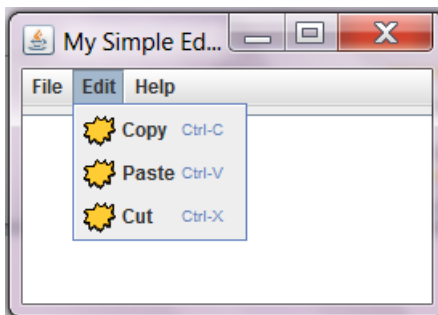 My Simple Ed...
File Edit Help
Copy Ctrl-C
Paste Ctrl-V
Cut Ctrl-X